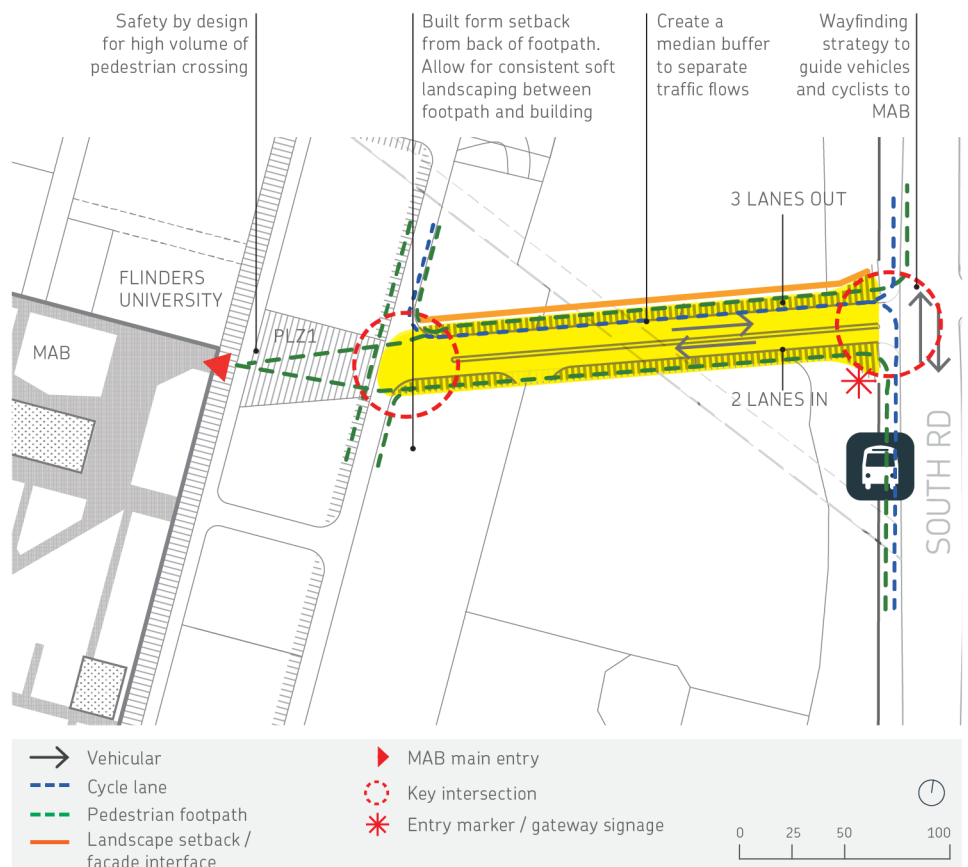 Safety by design
for high volume of
pedestrian crossing
Built form setback
from back of footpath.
Allow for consistent soft
landscaping between
footpath and building
Create a
median buffer
to separate
traffic flows
Wayfinding
strategy to
guide vehicles
and cyclists to
MAB
3 LANES OUT
FLINDERS
UNIVERSITY
PLZ1
MAB
2 LANES IN
SOUTH RD
Vehicular
Cycle lane
Pedestrian footpath
Landscape setback /
facade interface
MAB main entry
Key intersection
Entry marker / gateway signage
0 25 50 100